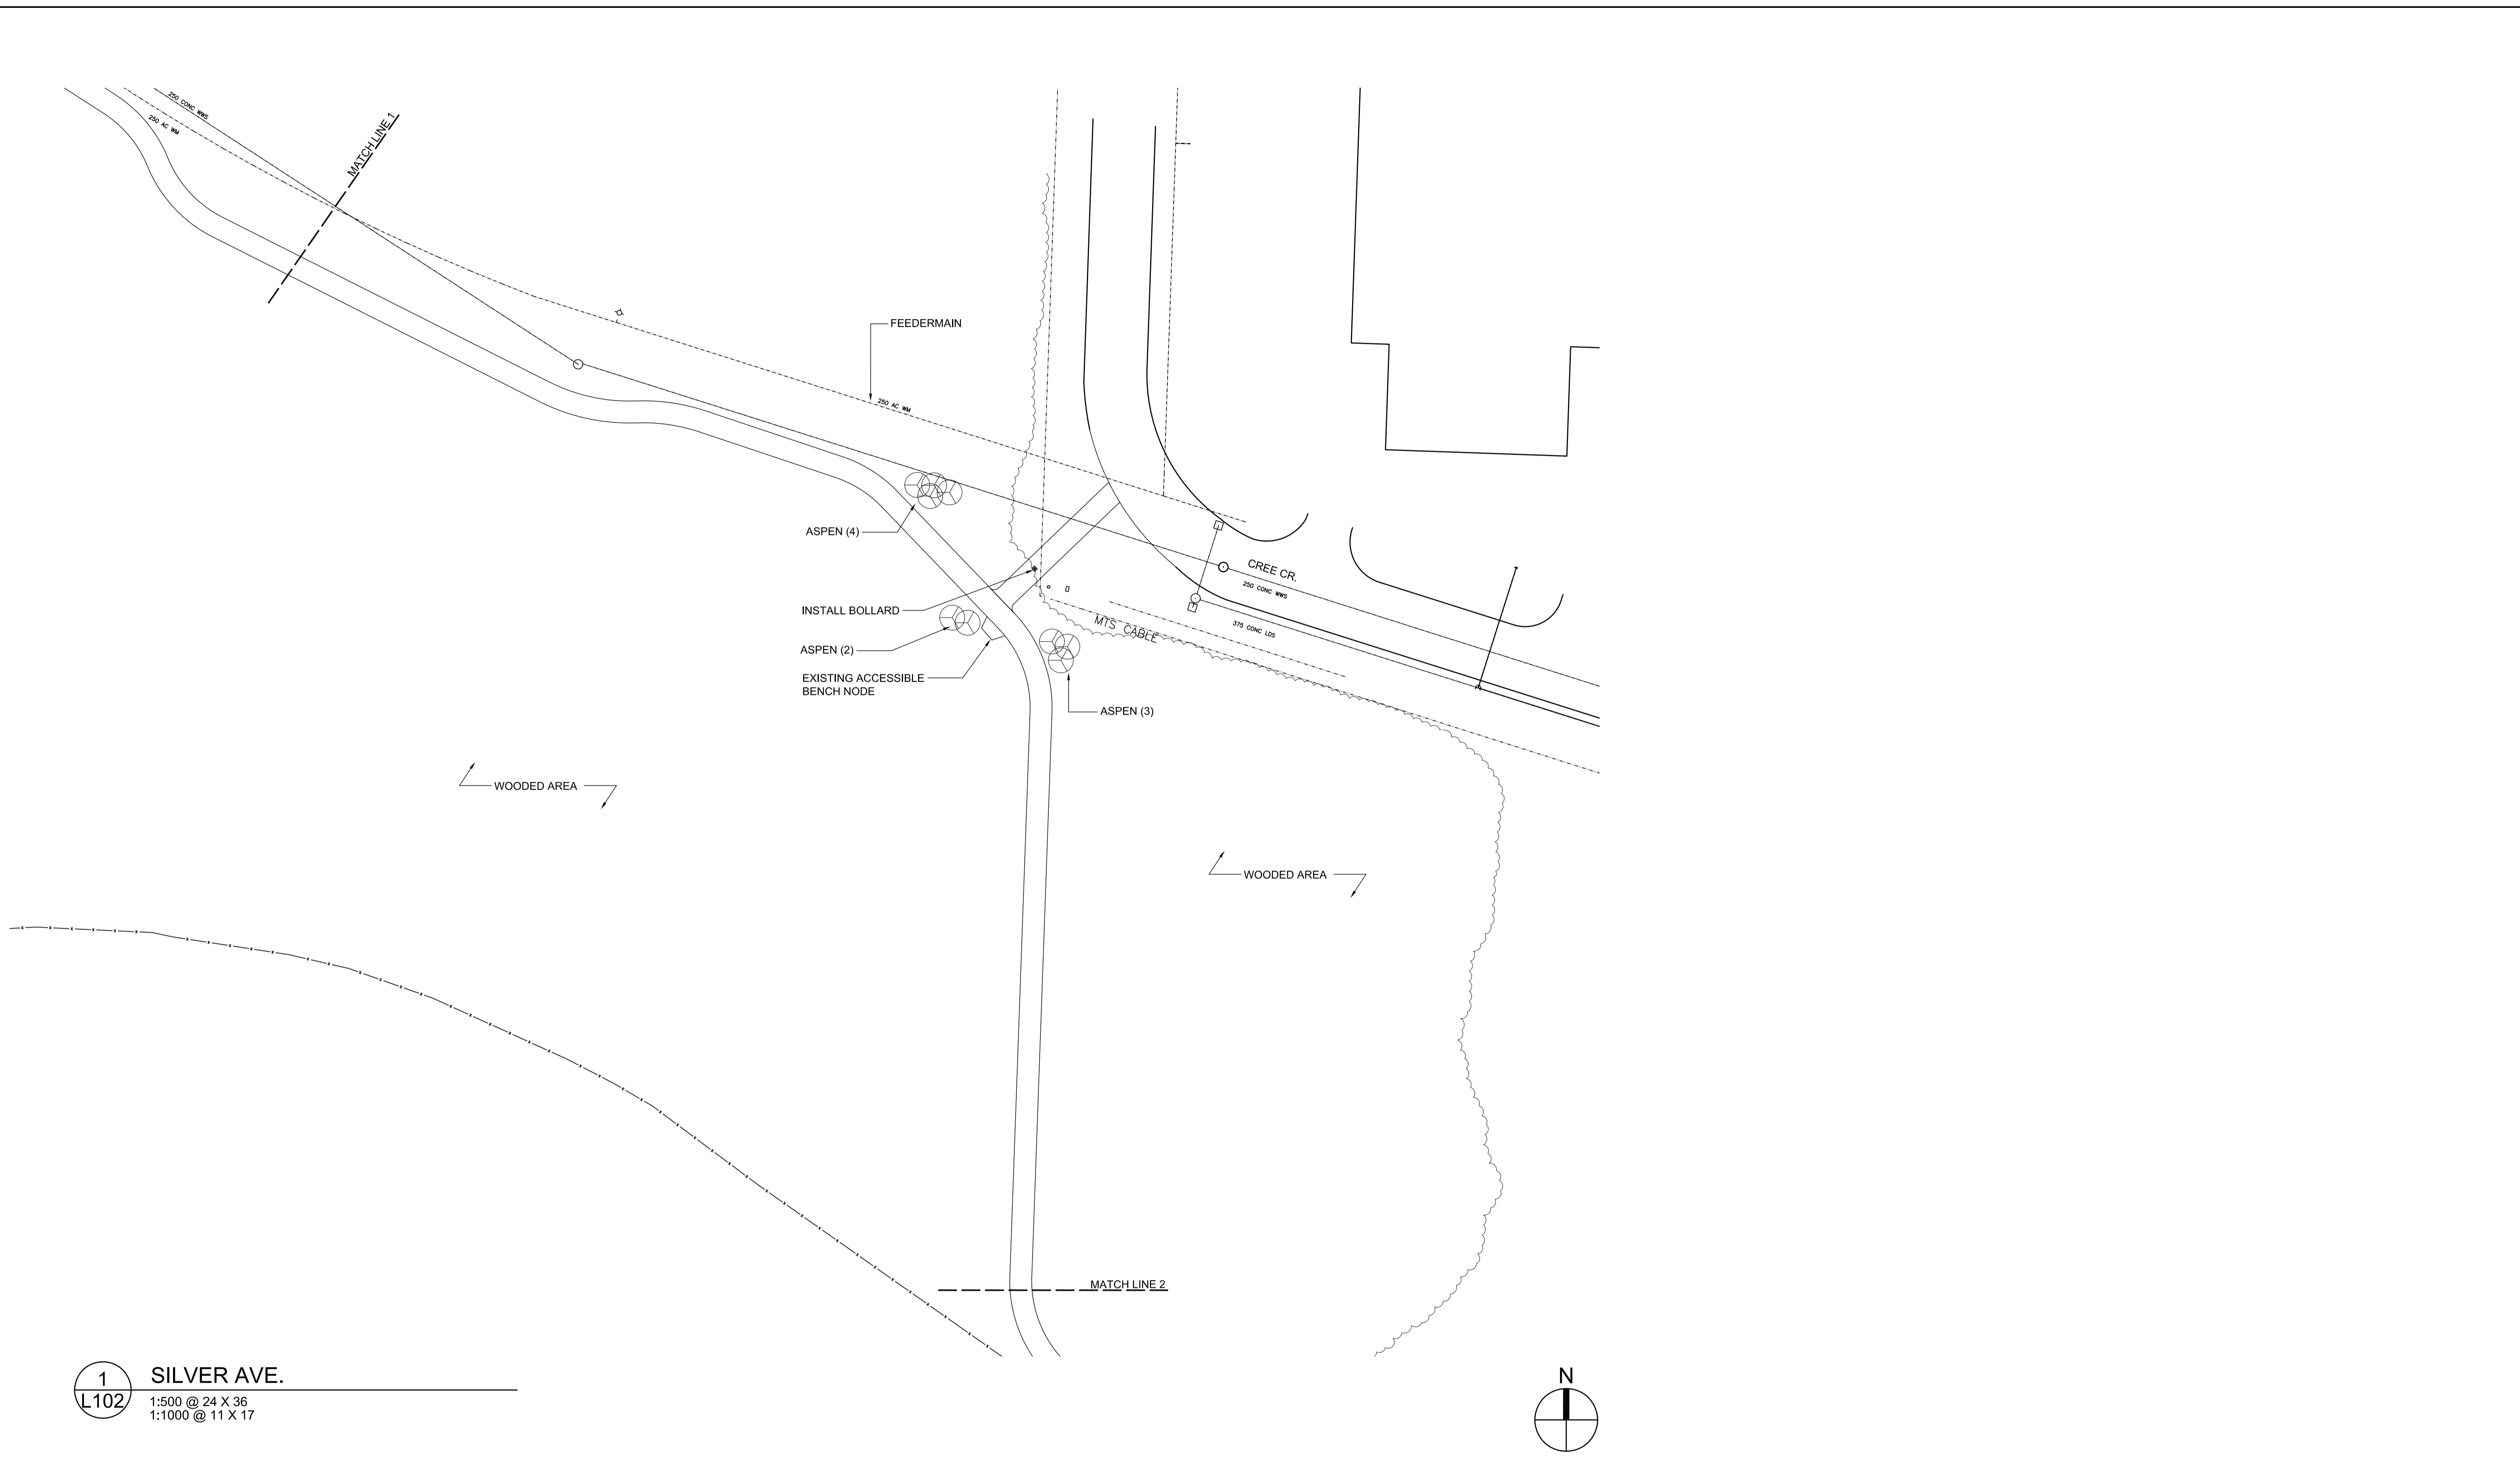 250 CONC WWS
250 AC WM
MATCH LINE 1
FEEDERMAIN
250 AC WM
ASPEN (4)
CREE CR.
250 CONC WWS
INSTALL BOLLARD
375 CONC LDS
MTS CABLE
ASPEN (2)
EXISTING ACCESSIBLE
BENCH NODE
ASPEN (3)
WOODED AREA
WOODED AREA
MATCH LINE 2
1
L102
SILVER AVE.
1:500 @ 24 X 36
1:1000 @ 11 X 17
N